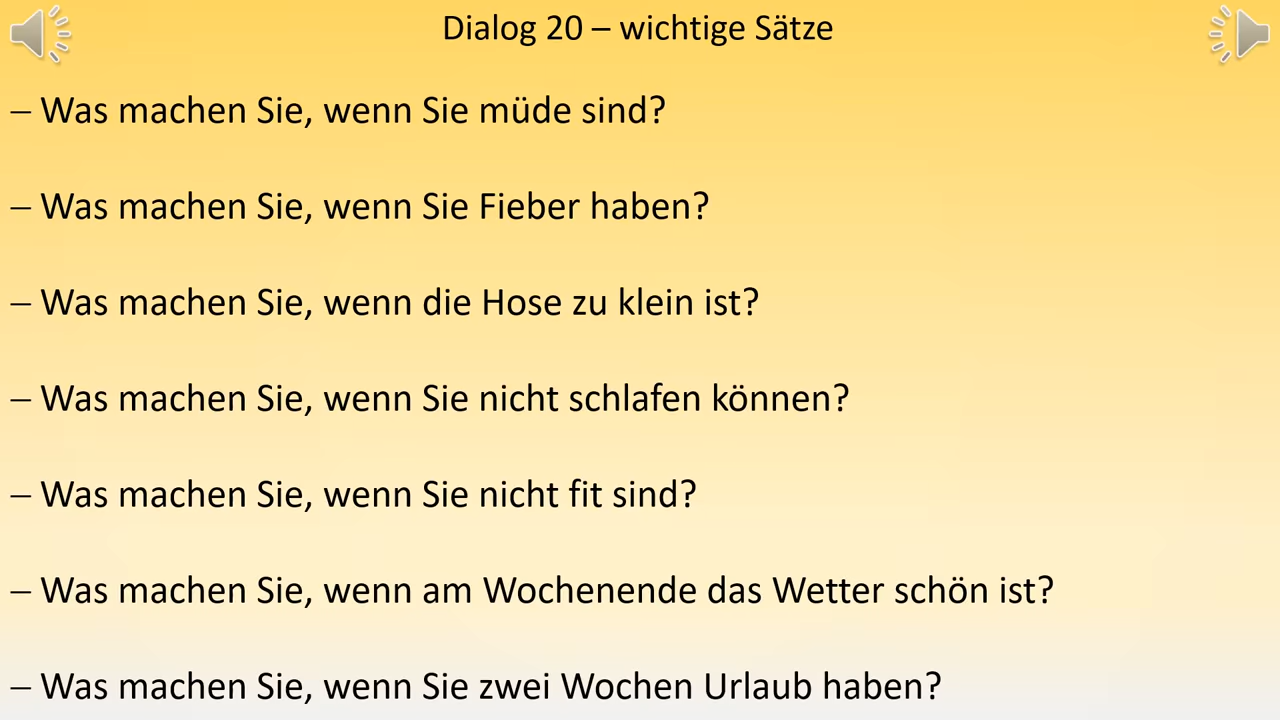 Dialog 20 – wichtige Sätze
– Was machen Sie, wenn Sie müde sind?
– Was machen Sie, wenn Sie Fieber haben?
– Was machen Sie, wenn die Hose zu klein ist?
– Was machen Sie, wenn Sie nicht schlafen können?
– Was machen Sie, wenn Sie nicht fit sind?
– Was machen Sie, wenn am Wochenende das Wetter schön ist?
– Was machen Sie, wenn Sie zwei Wochen Urlaub haben?